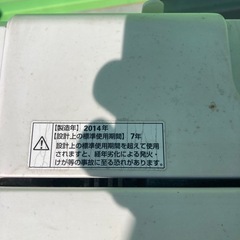 【製造年】2014年
【設計上の標準使用期間】7年
設計上の標準使用期間を超えて使用
されますと、経年劣化による発火・
けが等の事故に至る恐れがあります。